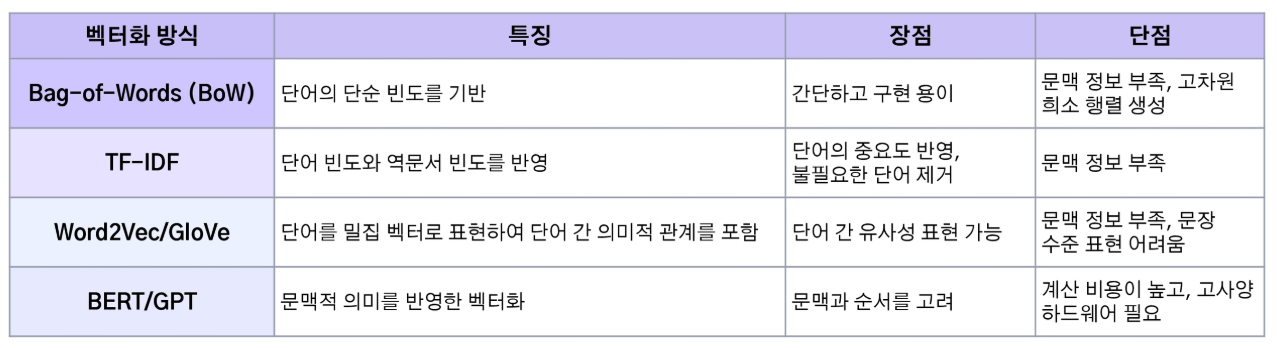 벡터화 방식 특징 장점 단점
Bag-of-Words (BoW) 단어의 단순 빈도를 기반 간단하고 구현 용이 문맥 정보 부족, 고차원
희소 행렬 생성
TF-IDF 단어 빈도와 역문서 빈도를 반영 단어의 중요도 반영,
불필요한 단어 제거 문맥 정보 부족
Word2Vec/GloVe 단어를 밀집 벡터로 표현하여 단어 간 의미적 관계를 포함 단어 간 유사성 표현 가능 문맥 정보 부족, 문장
수준 표현 어려움
BERT/GPT 문맥적 의미를 반영한 벡터화 문맥과 순서를 고려 계산 비용이 높고, 고사양
하드웨어 필요